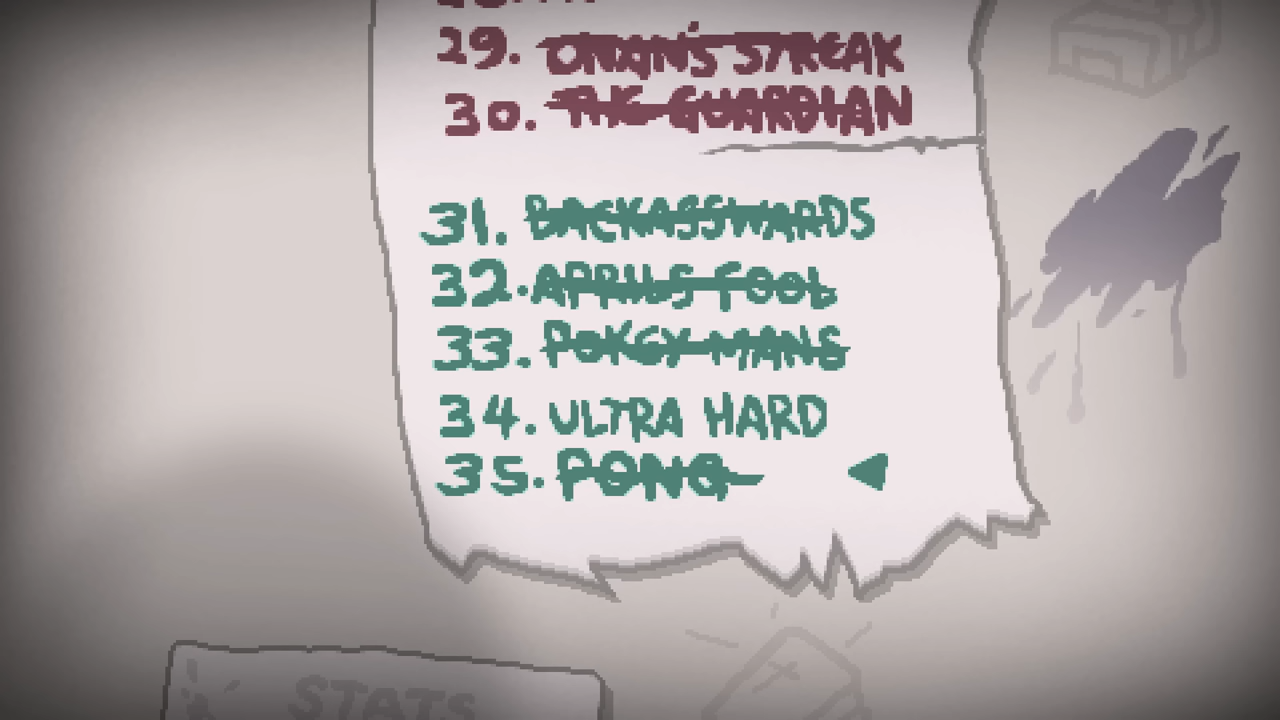 29. ONAN'S STREAK
30. THE GUARDIAN
31. BACKASSWARDS
32. APRILS FOOL
33. POKEY MANS
34. ULTRA HARD
35. PONG
STATS